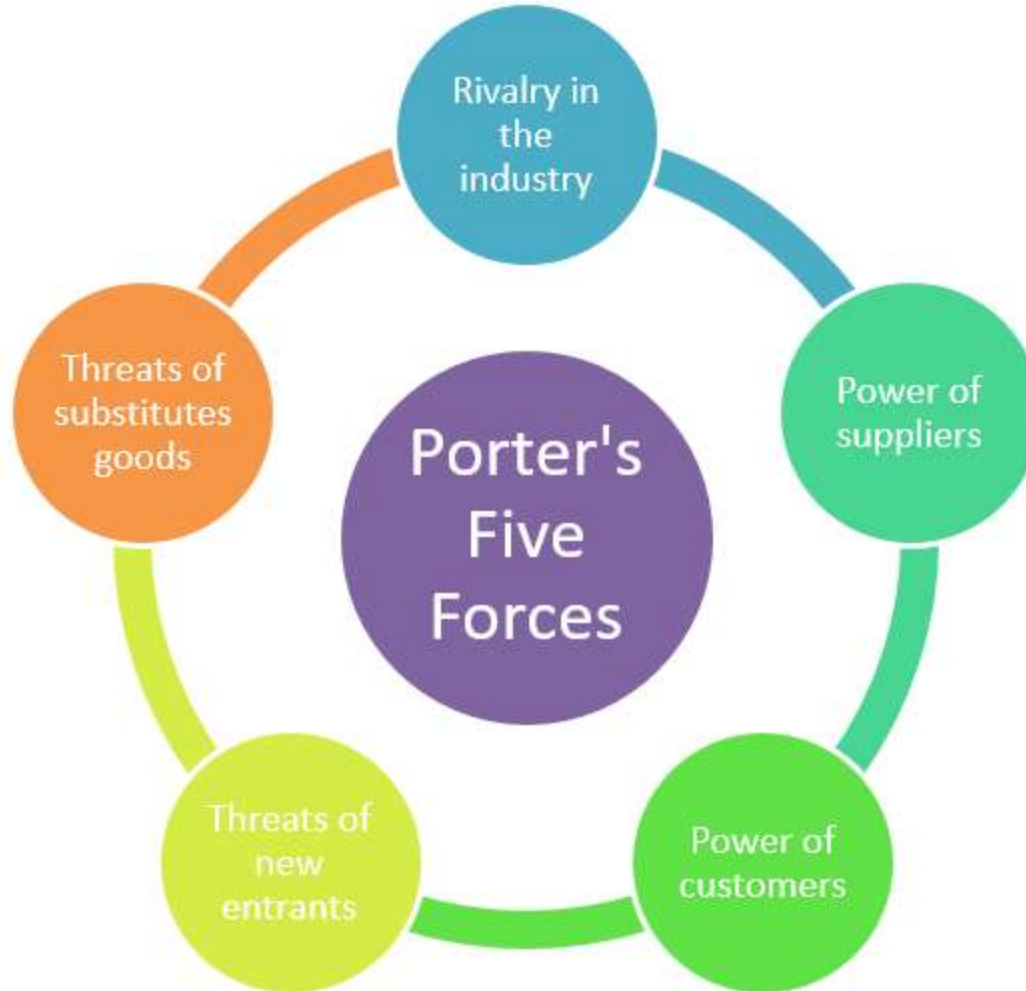 Rivalry in
the
industry
Threats of
substitutes
goods
Power of
suppliers
Porter's
Five
Forces
Threats of
new
entrants
Power of
customers